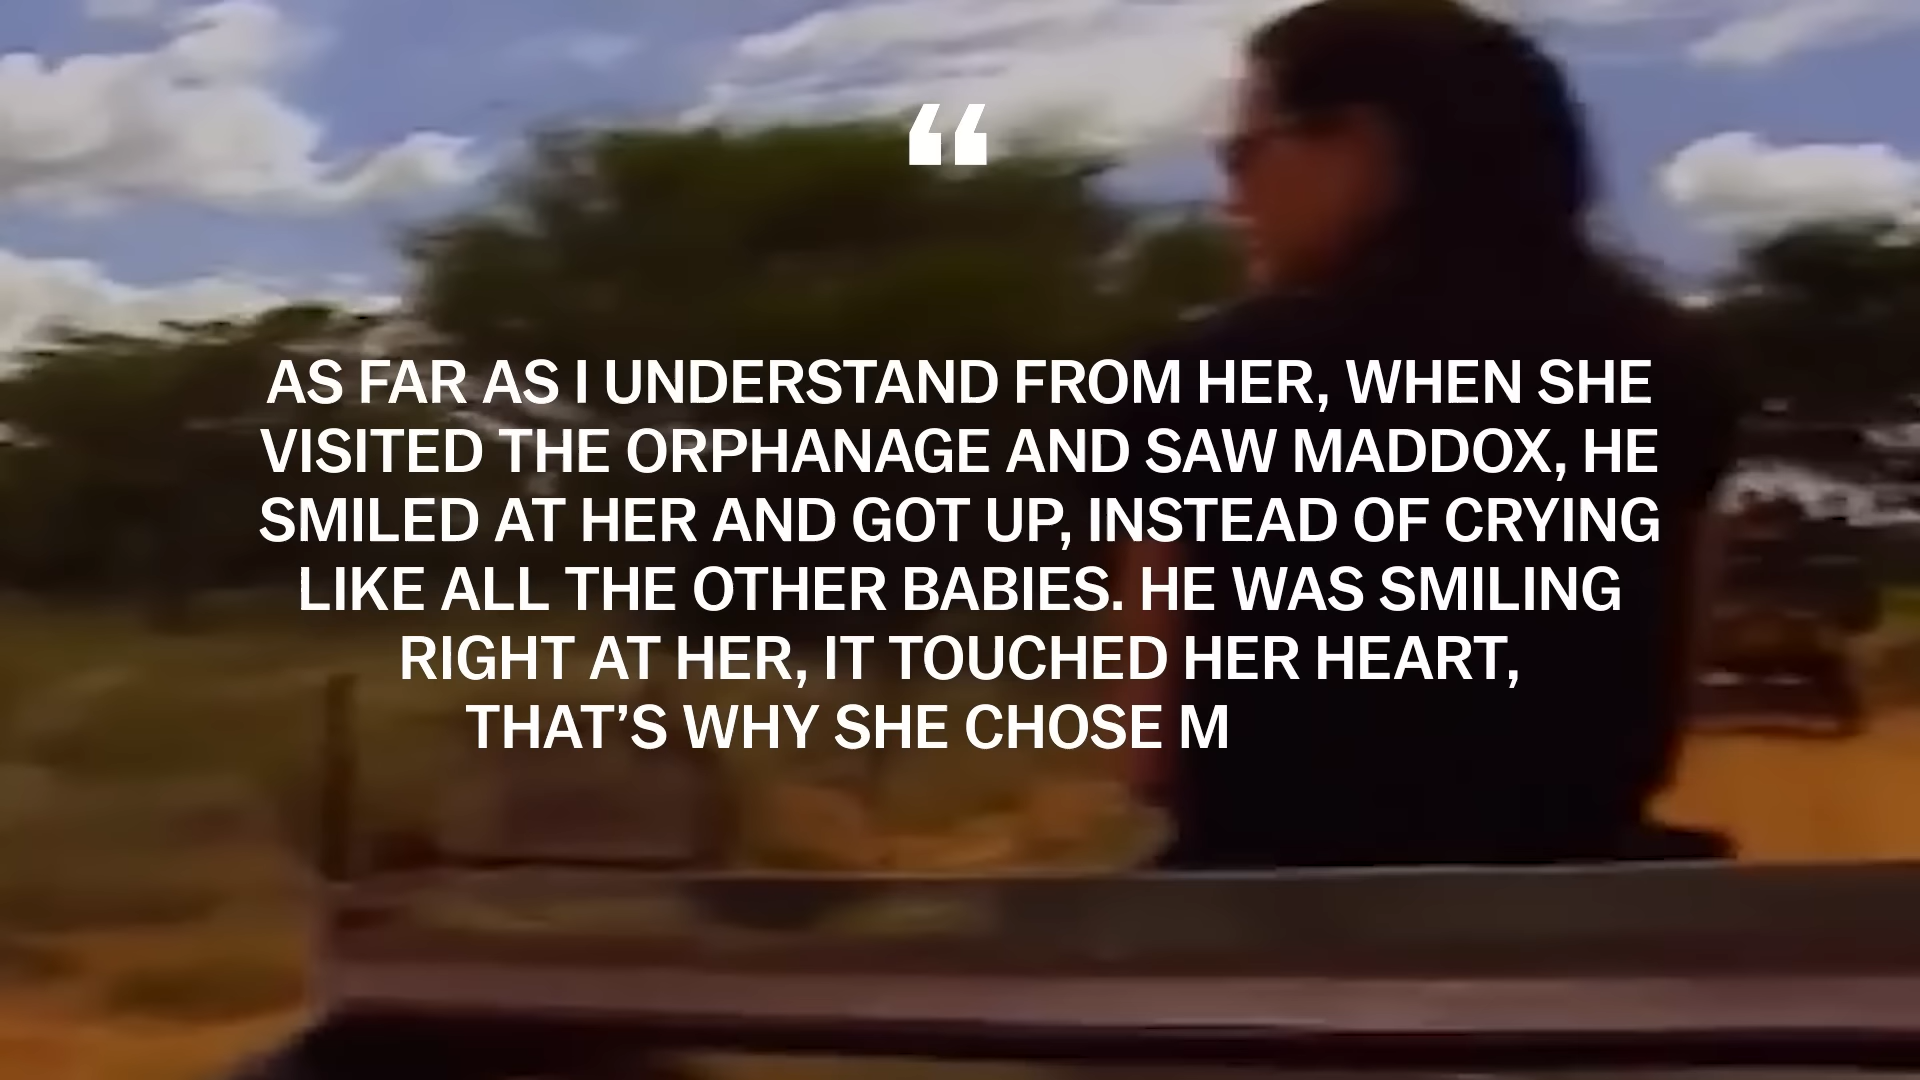 “
AS FAR AS I UNDERSTAND FROM HER, WHEN SHE
VISITED THE ORPHANAGE AND SAW MADDOX, HE
SMILED AT HER AND GOT UP, INSTEAD OF CRYING
LIKE ALL THE OTHER BABIES. HE WAS SMILING
RIGHT AT HER, IT TOUCHED HER HEART,
THAT’S WHY SHE CHOSE M